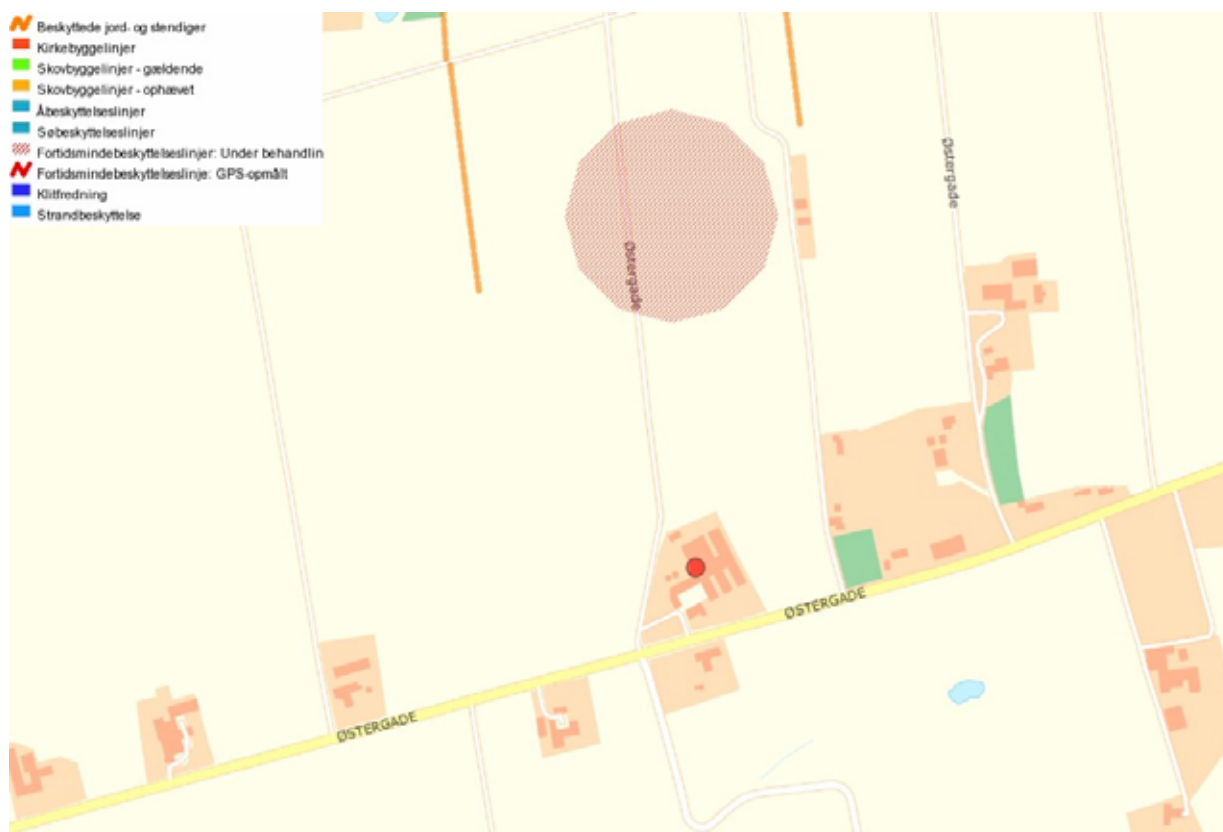 Beskyttede jord- og stendiger
Kirkebyggelinjer
Skovbyggelinjer - gældende
Skovbyggelinjer - ophævet
Åbeskyttelseslinjer
Søbeskyttelseslinjer
Fortidsmindebeskyttelseslinjer: Under behandlin
Fortidsmindebeskyttelseslinje: GPS-opmålt
Klitfredning
Strandbeskyttelse
Østergade
Østergade
ØSTERGADE
ØSTERGADE